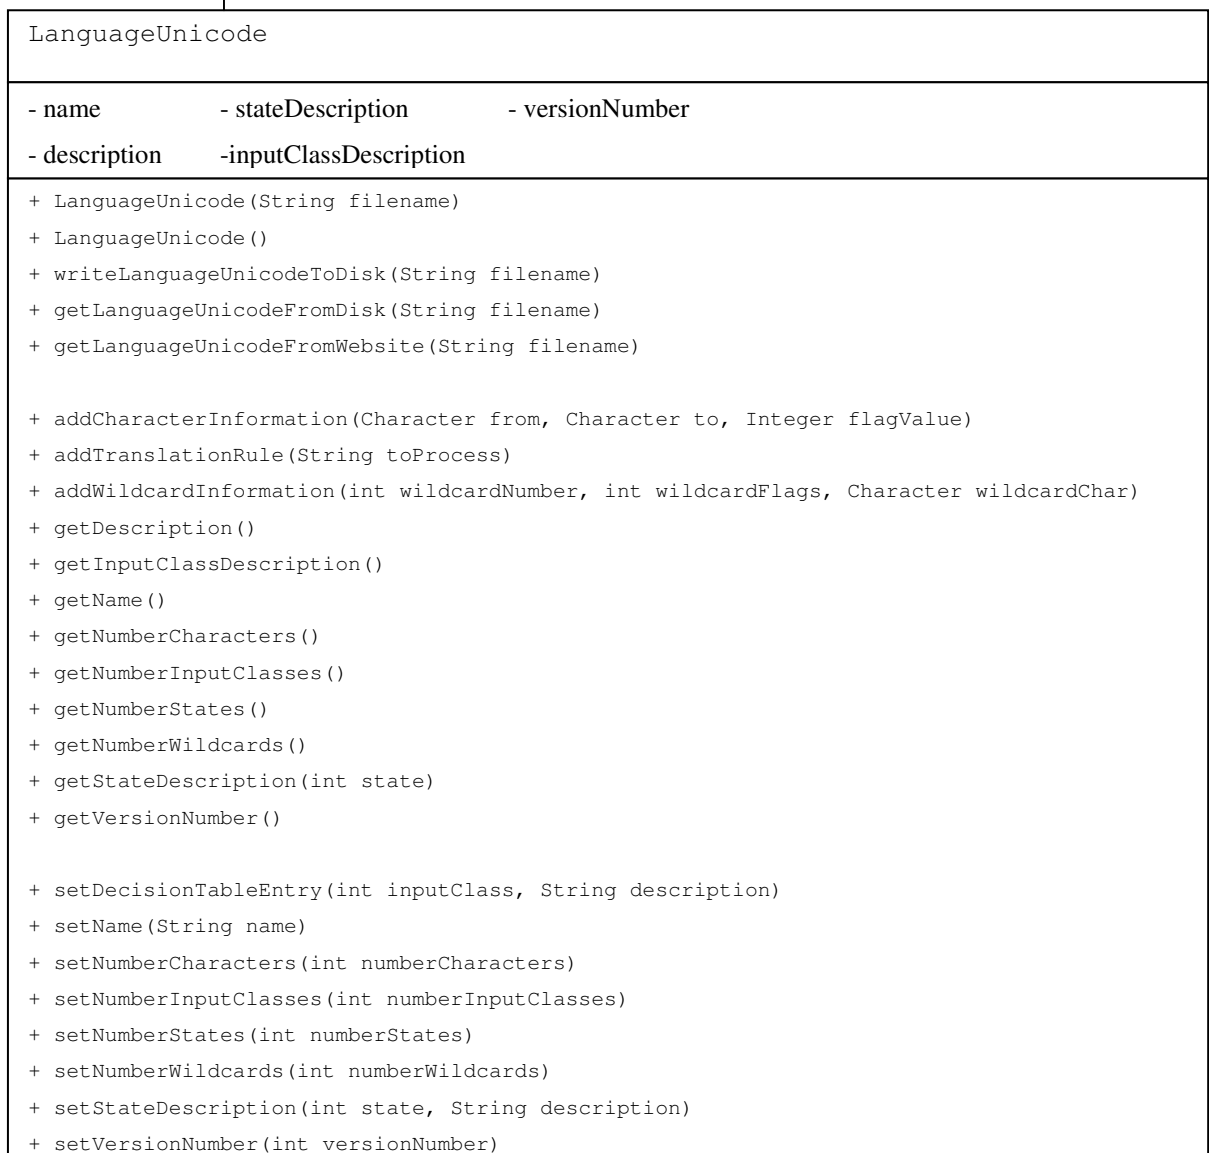 LanguageUnicode
- name - stateDescription - versionNumber
- description -inputClassDescription
+ LanguageUnicode(String filename)
+ LanguageUnicode()
+ writeLanguageUnicodeToDisk(String filename)
+ getLanguageUnicodeFromDisk(String filename)
+ getLanguageUnicodeFromWebsite(String filename)
+ addCharacterInformation(Character from, Character to, Integer flagValue)
+ addTranslationRule(String toProcess)
+ addWildcardInformation(int wildcardNumber, int wildcardFlags, Character wildcardChar)
+ getDescription()
+ getInputClassDescription()
+ getName()
+ getNumberCharacters()
+ getNumberInputClasses()
+ getNumberStates()
+ getNumberWildcards()
+ getStateDescription(int state)
+ getVersionNumber()
+ setDecisionTableEntry(int inputClass, String description)
+ setName(String name)
+ setNumberCharacters(int numberCharacters)
+ setNumberInputClasses(int numberInputClasses)
+ setNumberStates(int numberStates)
+ setNumberWildcards(int numberWildcards)
+ setStateDescription(int state, String description)
+ setVersionNumber(int versionNumber)